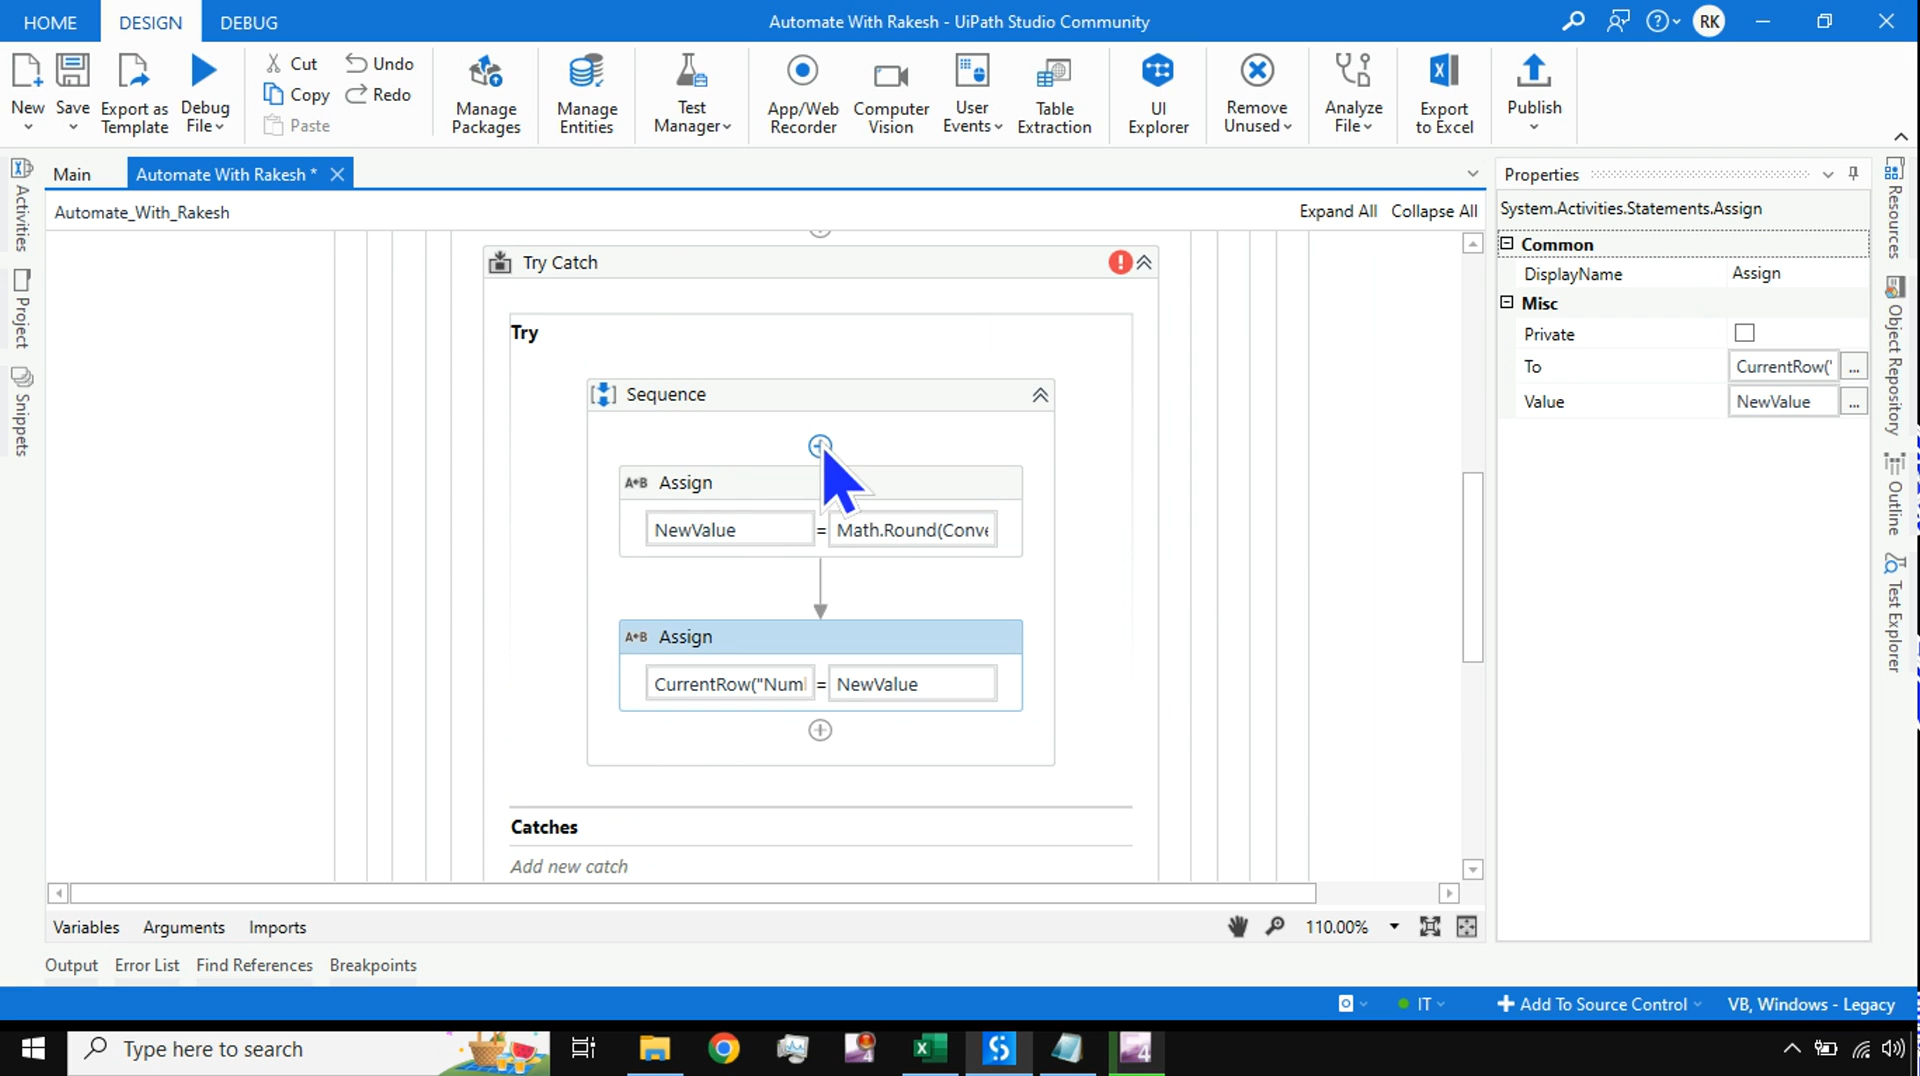 HOME DESIGN DEBUG Automate With Rakesh - UiPath Studio Community RK
New
Save
Export as
Template
Debug
File
Cut
Copy
Paste
Undo
Redo
Manage
Packages
Manage
Entities
Test
Manager
App/Web
Recorder
Computer
Vision
User
Events
Table
Extraction
UI
Explorer
Remove
Unused
Analyze
File
Export
to Excel
Publish
Activities
Project
Snippets
Main Automate With Rakesh *
Automate_With_Rakesh Expand All Collapse All
Try Catch
Try
Sequence
A+B Assign
NewValue = Math.Round(Conve
A+B Assign
CurrentRow("Num = NewValue
Catches
Add new catch
Properties
System.Activities.Statements.Assign
Common
DisplayName Assign
Misc
Private
To CurrentRow(" ...
Value NewValue ...
Resources
Object Repository
Outline
Test Explorer
Variables Arguments Imports 110.00%
Output Error List Find References Breakpoints
IT Add To Source Control VB, Windows - Legacy
Type here to search